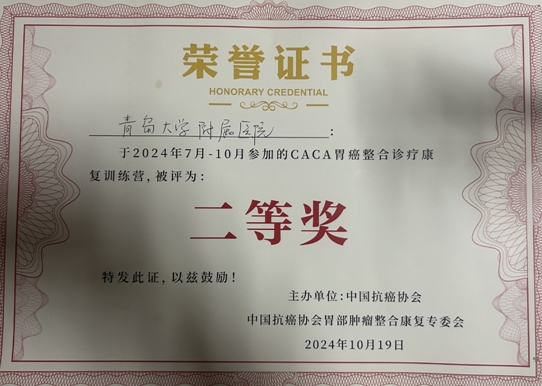 荣誉证书
HONORARY CREDENTIAL
青岛大学附属医院：
于2024年7月-10月参加的CACA胃癌整合诊疗康
复训练营，被评为：
二等奖
特发此证，以兹鼓励！
主办单位:中国抗癌协会
中国抗癌协会胃部肿瘤整合康复专委会
2024年10月19日